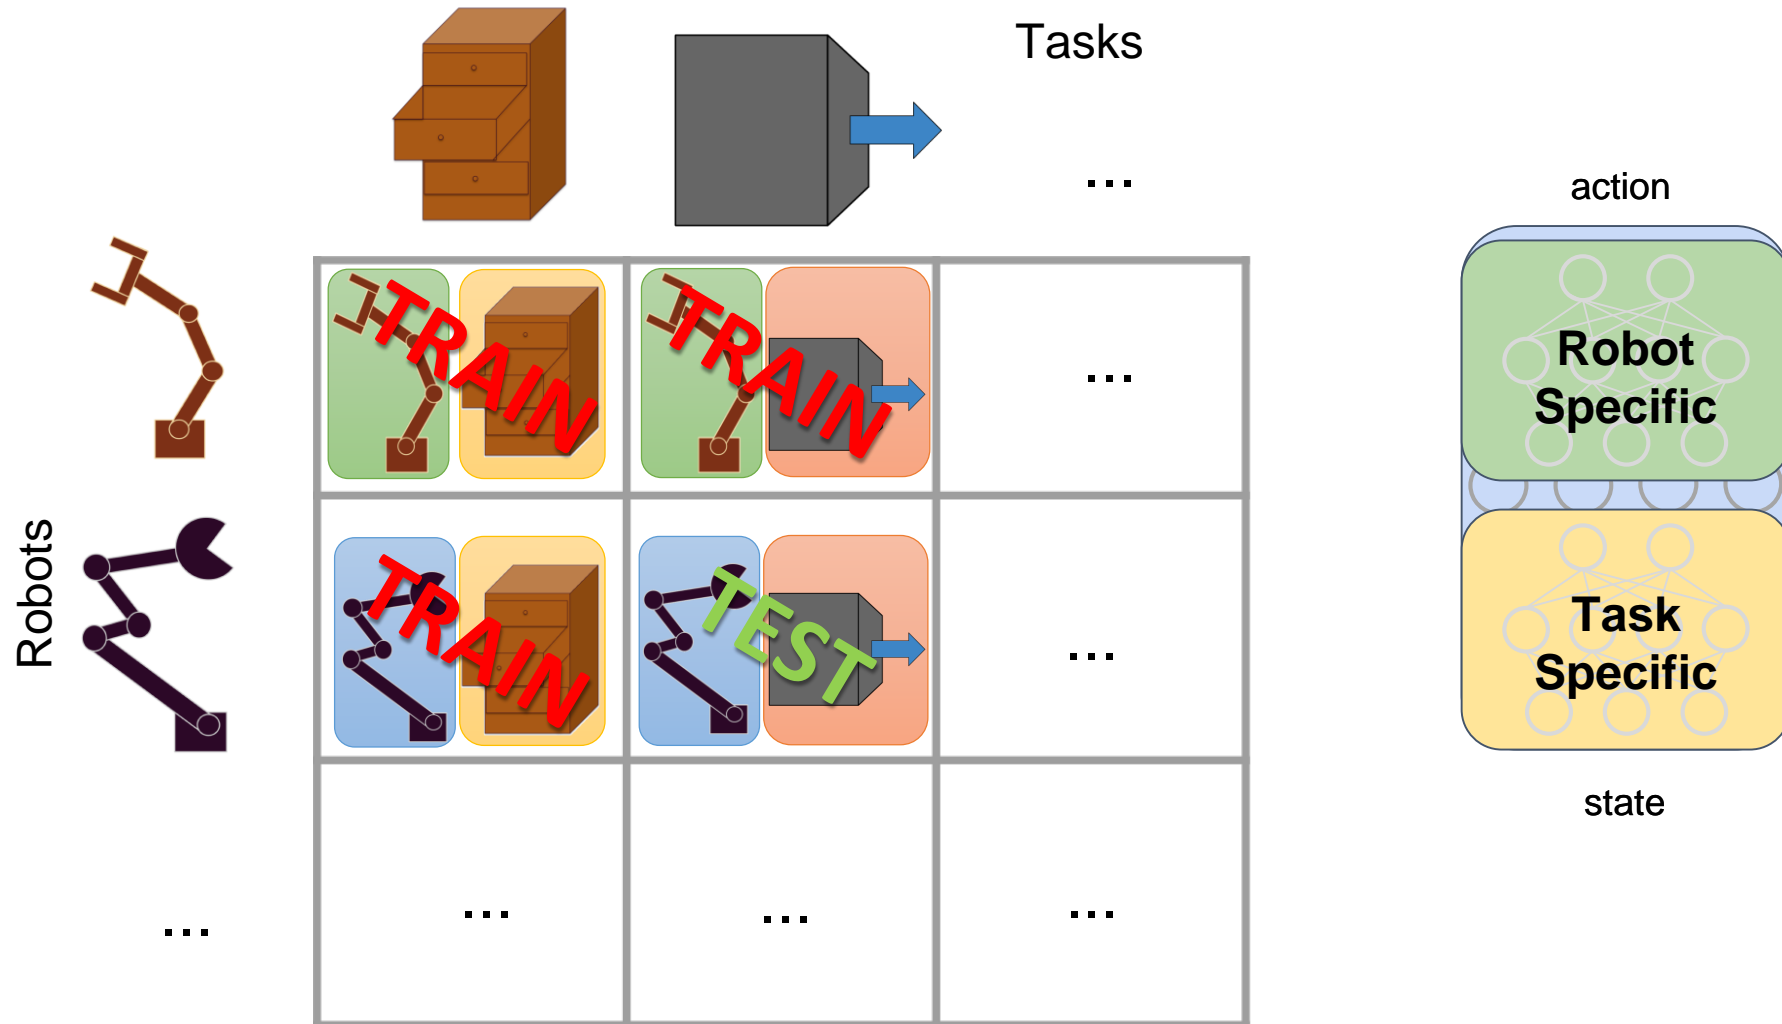 Tasks
...
action
TRAIN
TRAIN
...
Robot
Specific
Robots
TRAIN
TEST
...
Task
Specific
state
...
...
...
...